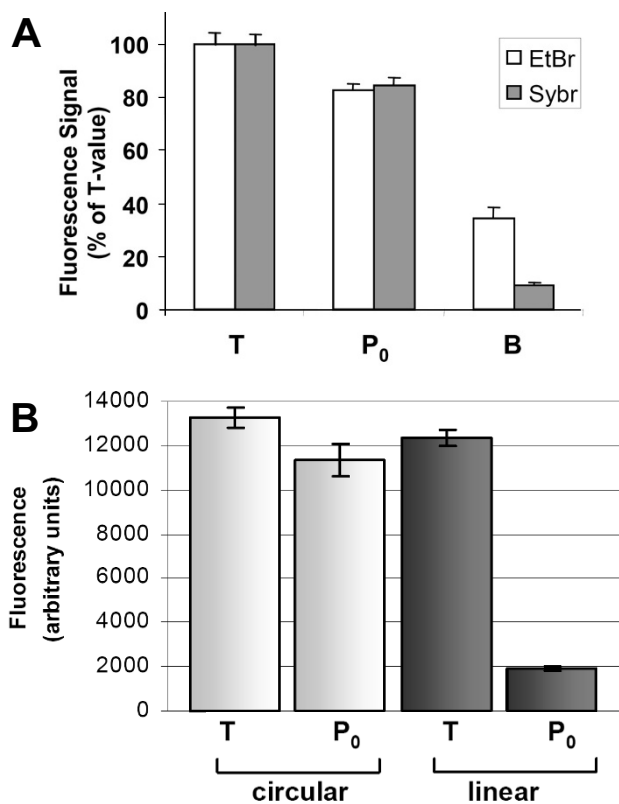 A
Fluorescence Signal
(% of T-value)
100
80
60
40
20
0
EtBr
Sybr
T P₀ B
B
Fluorescence
(arbitrary units)
14000
12000
10000
8000
6000
4000
2000
0
T P₀ T P₀
circular linear